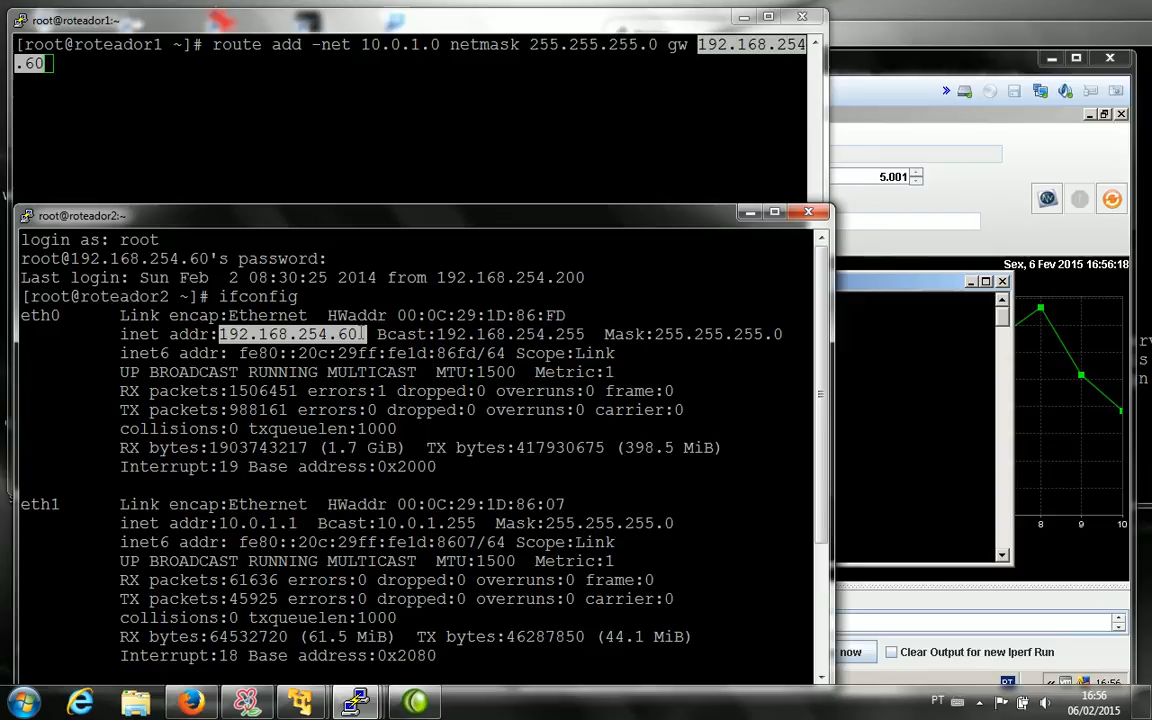 root@roteador1:~
[root@roteador1 ~]# route add -net 10.0.1.0 netmask 255.255.255.0 gw 192.168.254
.60
5.001
root@roteador2:~
login as: root
root@192.168.254.60's password:
Last login: Sun Feb  2 08:30:25 2014 from 192.168.254.200
[root@roteador2 ~]# ifconfig
eth0 Link encap:Ethernet HWaddr 00:0C:29:1D:86:FD
inet addr:192.168.254.60 Bcast:192.168.254.255 Mask:255.255.255.0
inet6 addr: fe80::20c:29ff:fe1d:86fd/64 Scope:Link
UP BROADCAST RUNNING MULTICAST MTU:1500 Metric:1
RX packets:1506451 errors:1 dropped:0 overruns:0 frame:0
TX packets:988161 errors:0 dropped:0 overruns:0 carrier:0
collisions:0 txqueuelen:1000
RX bytes:1903743217 (1.7 GiB) TX bytes:417930675 (398.5 MiB)
Interrupt:19 Base address:0x2000
eth1 Link encap:Ethernet HWaddr 00:0C:29:1D:86:07
inet addr:10.0.1.1 Bcast:10.0.1.255 Mask:255.255.255.0
inet6 addr: fe80::20c:29ff:fe1d:8607/64 Scope:Link
UP BROADCAST RUNNING MULTICAST MTU:1500 Metric:1
RX packets:61636 errors:0 dropped:0 overruns:0 frame:0
TX packets:45925 errors:0 dropped:0 overruns:0 carrier:0
collisions:0 txqueuelen:1000
RX bytes:64532720 (61.5 MiB) TX bytes:46287850 (44.1 MiB)
Interrupt:18 Base address:0x2080
Sex, 6 Fev 2015 16:56:18
8 9 10
now Clear Output for new Iperf Run
PT 16:56
PT 16:56
06/02/2015